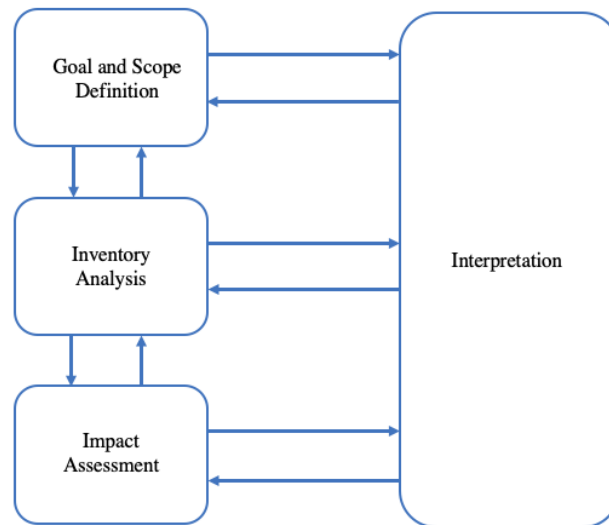 Goal and Scope
Definition
Inventory
Analysis
Interpretation
Impact
Assessment